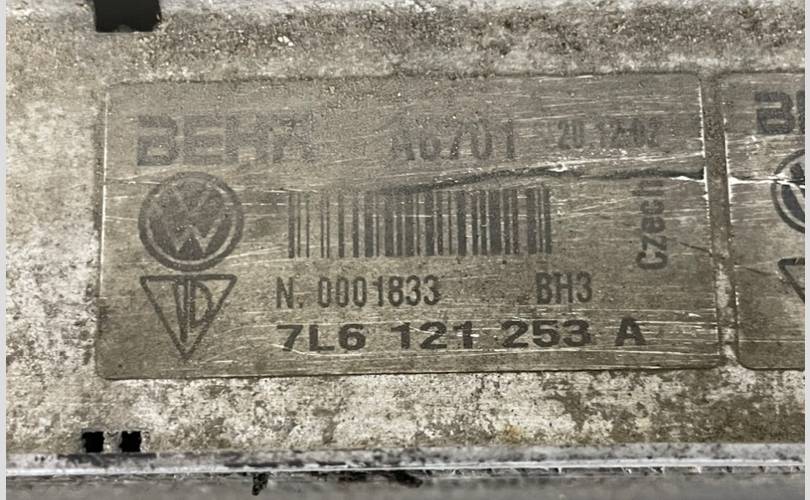 BEHR A6701 20.12.02
Czech
N. 0001833 BH3
7L6 121 253 A